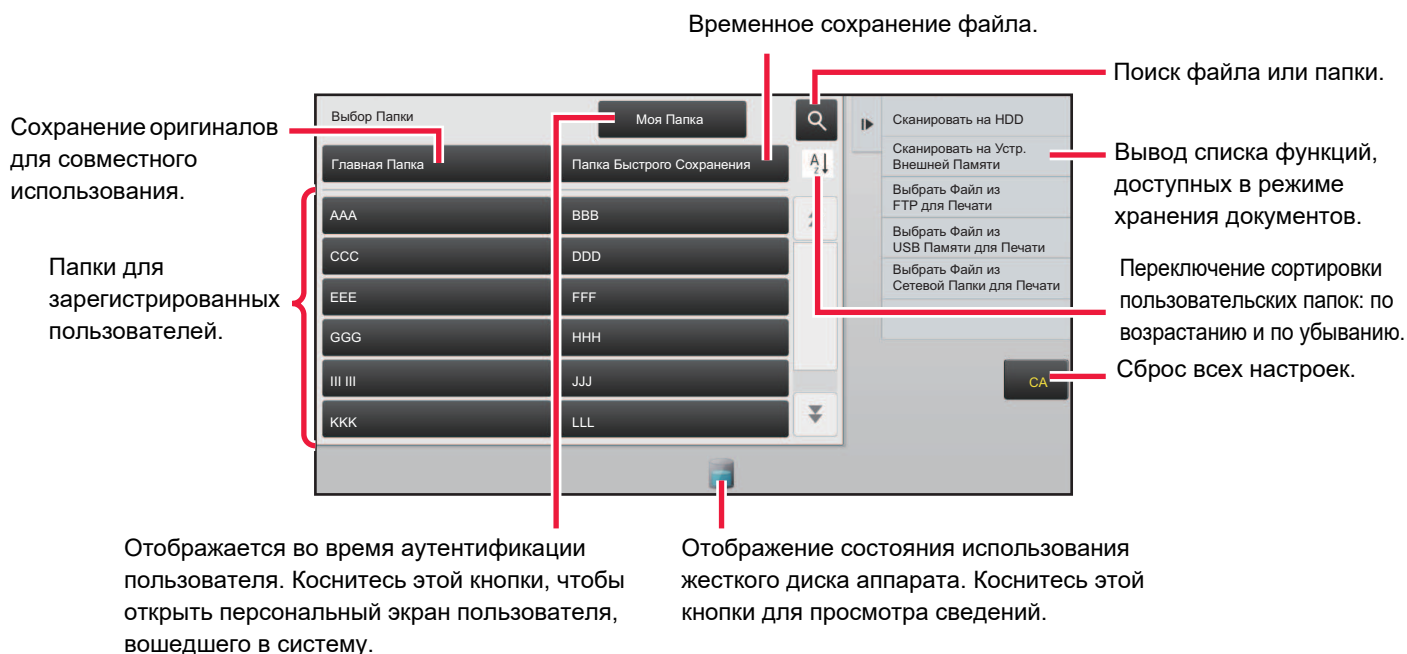 Временное сохранение файла.
Поиск файла или папки.
Сохранение оригиналов
для совместного
использования.
Выбор Папки
Моя Папка
Главная Папка
Папка Быстрого Сохранения
A
z
AAA
BBB
CCC
DDD
EEE
FFF
GGG
HHH
III III
JJJ
KKK
LLL
Сканировать на HDD
Сканировать на Устр.
Внешней Памяти
Выбрать Файл из
FTP для Печати
Выбрать Файл из
USB Памяти для Печати
Выбрать Файл из
Сетевой Папки для Печати
CA
Вывод списка функций,
доступных в режиме
хранения документов.
Папки для
зарегистрированных
пользователей.
Переключение сортировки
пользовательских папок: по
возрастанию и по убыванию.
Сброс всех настроек.
Отображается во время аутентификации
пользователя. Коснитесь этой кнопки, чтобы
открыть персональный экран пользователя,
вошедшего в систему.
Отображение состояния использования
жесткого диска аппарата. Коснитесь этой
кнопки для просмотра сведений.